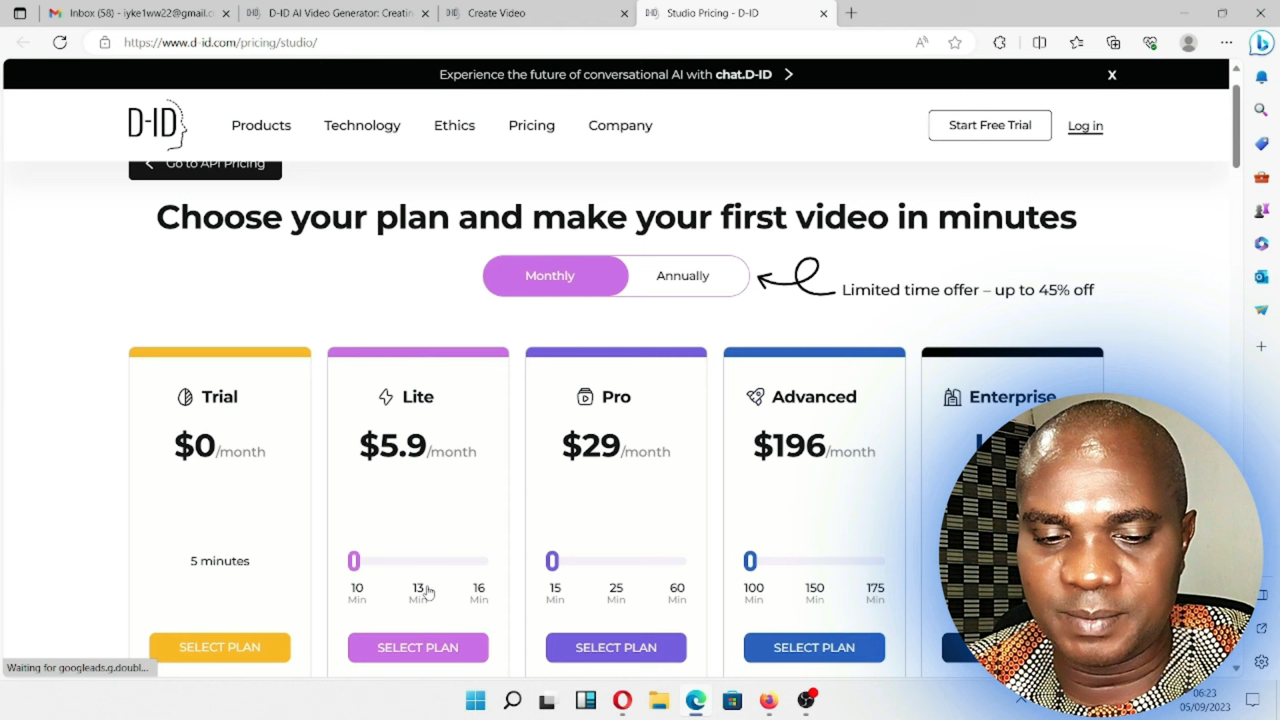 Inbox (58) - iyke1ww22@gmail.c
D-ID AI Video Generator: Creatin
Create Video
Studio Pricing - D-ID
https://www.d-id.com/pricing/studio/
Experience the future of conversational AI with chat.D-ID
X
D-ID
Products
Technology
Ethics
Pricing
Company
Start Free Trial
Log in
Go to API Pricing
Choose your plan and make your first video in minutes
Monthly
Annually
Limited time offer – up to 45% off
Trial
$0/month
5 minutes
SELECT PLAN
Lite
$5.9/month
10 13 16
Min Min Min
SELECT PLAN
Pro
$29/month
15 25 60
Min Min Min
SELECT PLAN
Advanced
$196/month
100 150 175
Min Min Min
SELECT PLAN
Enterprise
Waiting for googleads.g.doubl...
06:23
05/09/2023